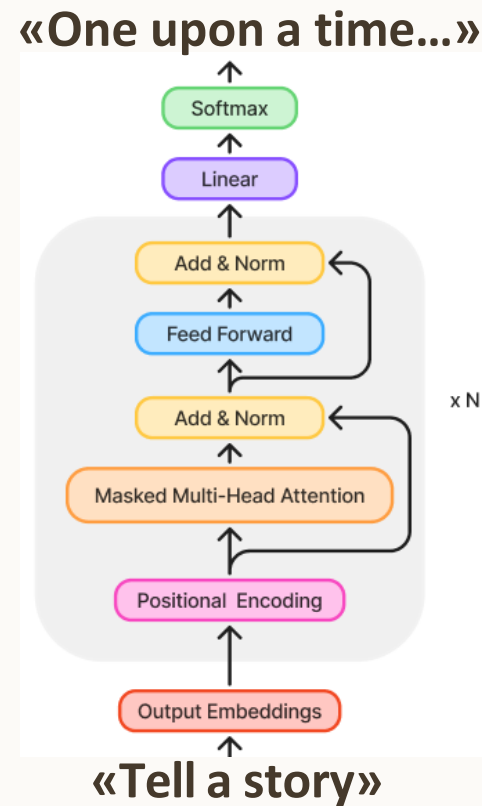 «One upon a time…»
Softmax
Linear
Add & Norm
Feed Forward
Add & Norm
x N
Masked Multi-Head Attention
Positional Encoding
Output Embeddings
«Tell a story»